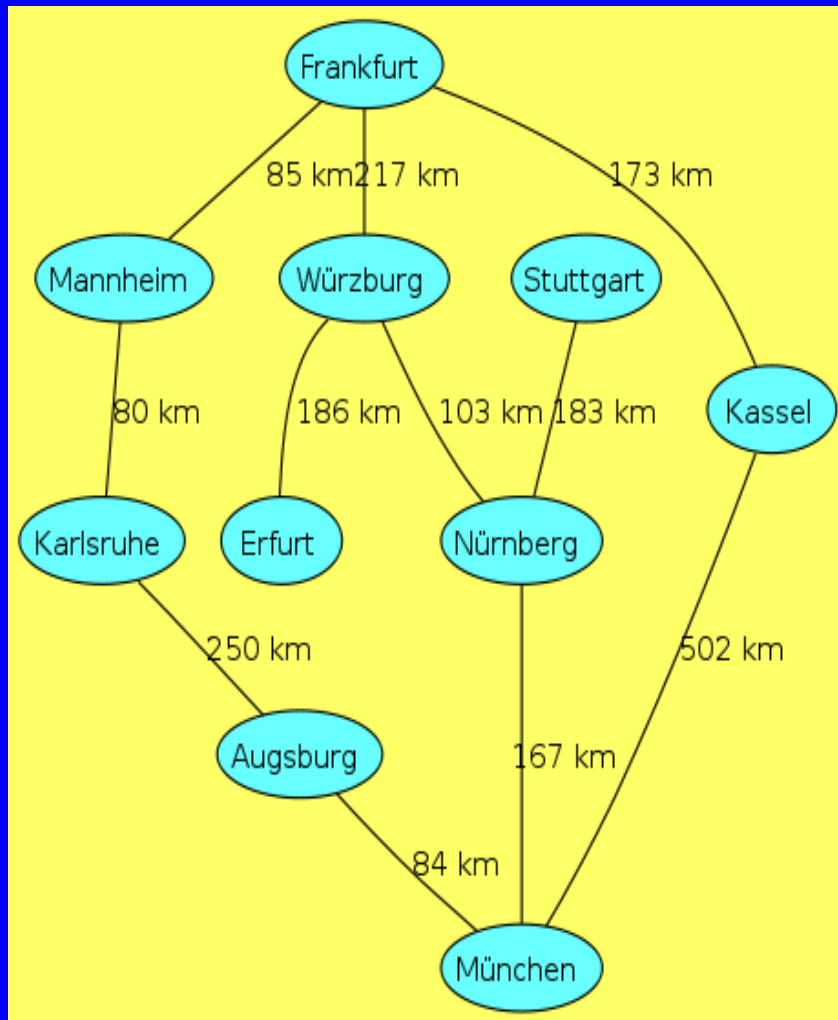 Frankfurt
85 km
217 km
173 km
Mannheim
Würzburg
Stuttgart
80 km
186 km
103 km
183 km
Kassel
Karlsruhe
Erfurt
Nürnberg
250 km
502 km
Augsburg
167 km
84 km
München